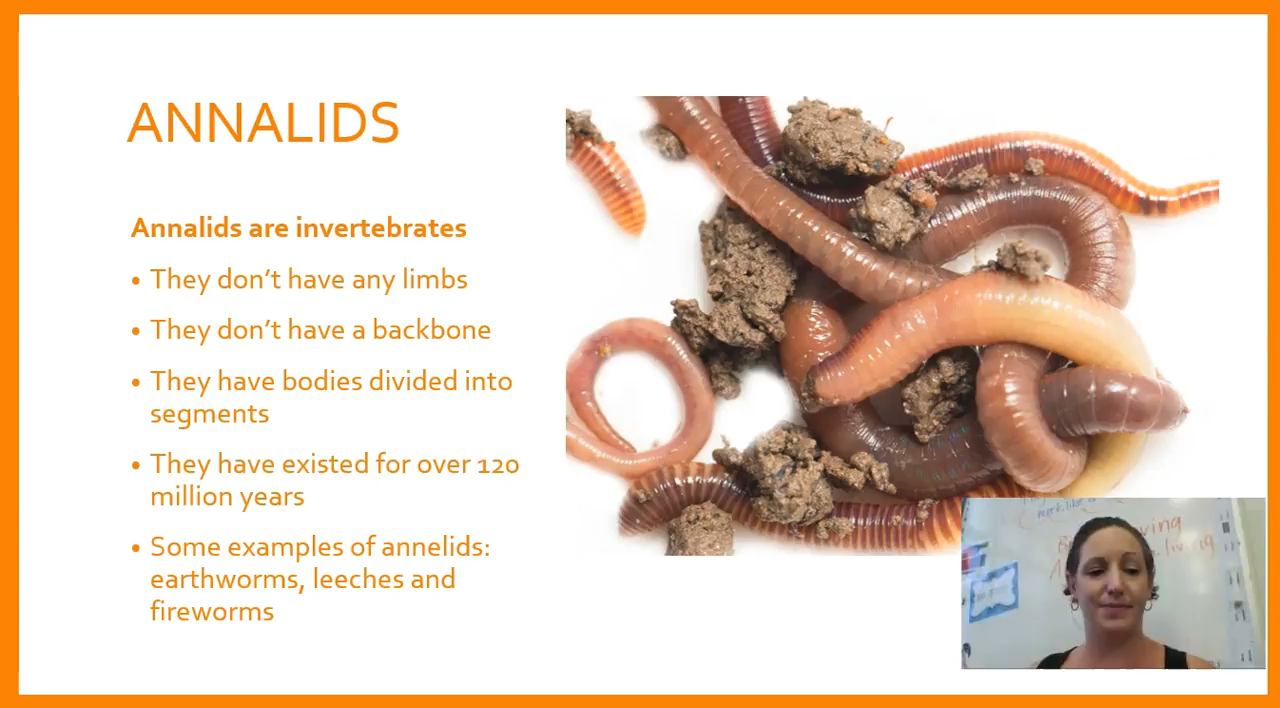 ANNALIDS
Annalids are invertebrates
• They don't have any limbs
• They don't have a backbone
• They have bodies divided into
segments
• They have existed for over 120
million years
• Some examples of annelids:
earthworms, leeches and
fireworms